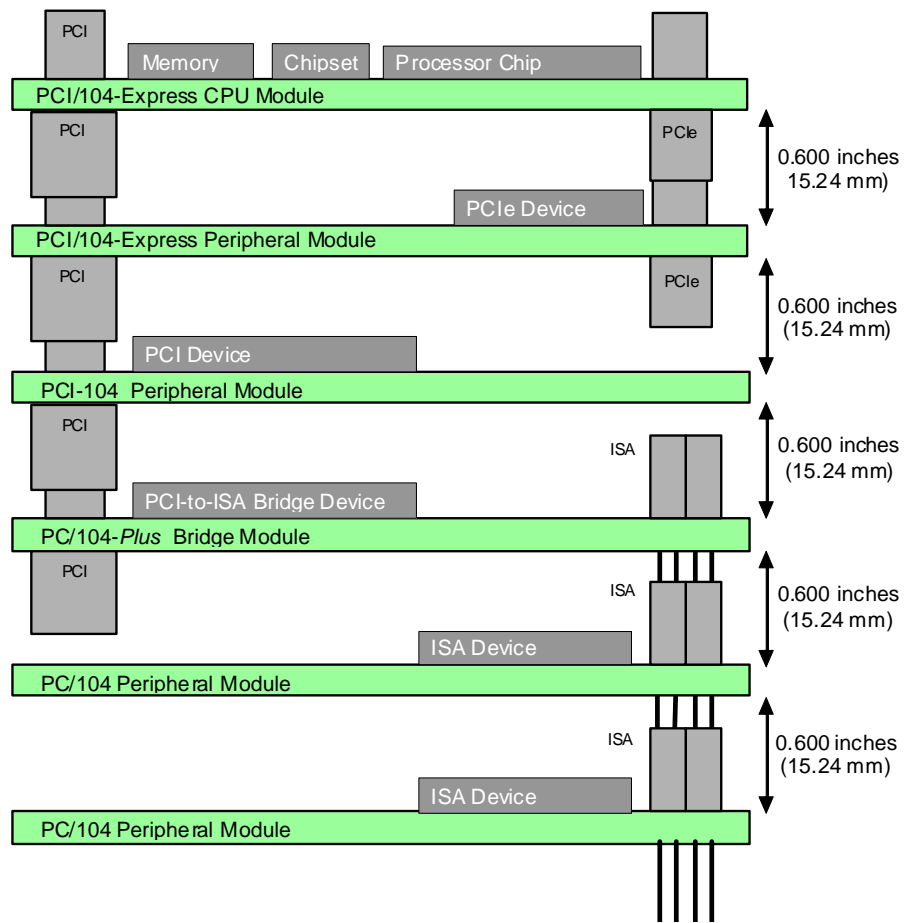 PCI
Memory
Chipset
Processor Chip
PCI/104-Express CPU Module
PCI
PCIe
0.600 inches
15.24 mm)
PCIe Device
PCI/104-Express Peripheral Module
PCI
PCIe
0.600 inches
(15.24 mm)
PCI Device
PCI-104 Peripheral Module
PCI
ISA
0.600 inches
(15.24 mm)
PCI-to-ISA Bridge Device
PC/104-Plus Bridge Module
PCI
ISA
0.600 inches
(15.24 mm)
ISA Device
PC/104 Peripheral Module
ISA
0.600 inches
(15.24 mm)
ISA Device
PC/104 Peripheral Module